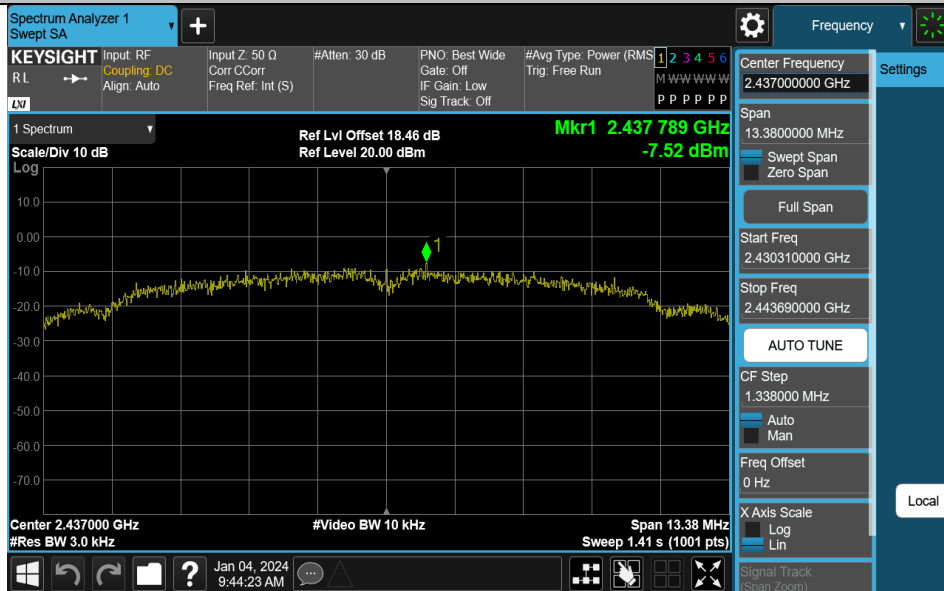 Spectrum Analyzer 1
Swept SA
+
Frequency
KEYSIGHT
R L
LXI
Input: RF
Coupling: DC
Align: Auto
Input Z: 50 Ω
Corr CCorr
Freq Ref: Int (S)
#Atten: 30 dB
PNO: Best Wide
Gate: Off
IF Gain: Low
Sig Track: Off
#Avg Type: Power (RMS
Trig: Free Run
1 2 3 4 5 6
M W W W W W
P P P P P P
1 Spectrum
Scale/Div 10 dB
Log
Ref Lvl Offset 18.46 dB
Ref Level 20.00 dBm
Mkr1 2.437 789 GHz
-7.52 dBm
10.0
0.00
-10.0
-20.0
-30.0
-40.0
-50.0
-60.0
-70.0
1
Center 2.437000 GHz
#Res BW 3.0 kHz
#Video BW 10 kHz
Span 13.38 MHz
Sweep 1.41 s (1001 pts)
Center Frequency
2.437000000 GHz
Span
13.3800000 MHz
Swept Span
Zero Span
Full Span
Start Freq
2.430310000 GHz
Stop Freq
2.443690000 GHz
AUTO TUNE
CF Step
1.338000 MHz
Auto
Man
Freq Offset
0 Hz
X Axis Scale
Log
Lin
Signal Track
(Span Zoom)
Settings
Local
?
Jan 04, 2024
9:44:23 AM